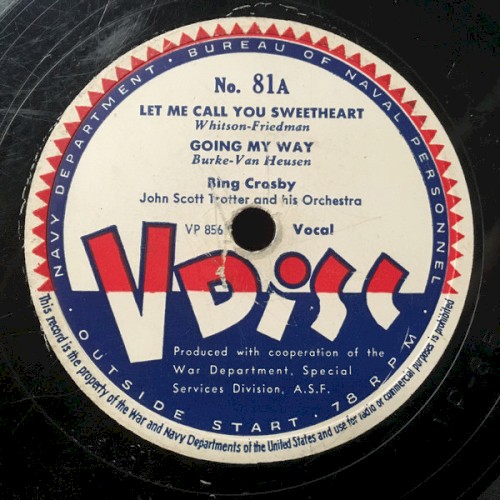 NAVY DEPARTMENT · BUREAU OF NAVAL PERSONNEL
No. 81A
LET ME CALL YOU SWEETHEART
Whitson-Friedman
GOING MY WAY
Burke-Van Heusen
Bing Crosby
John Scott Trotter and his Orchestra
VP 856 Vocal
V DISC
Produced with cooperation of the
War Department, Special
Services Division, A.S.F.
· OUTSIDE START · 78 RPM ·
This record is the property of the War and Navy Departments of the United States and use for radio or commercial purposes is prohibited